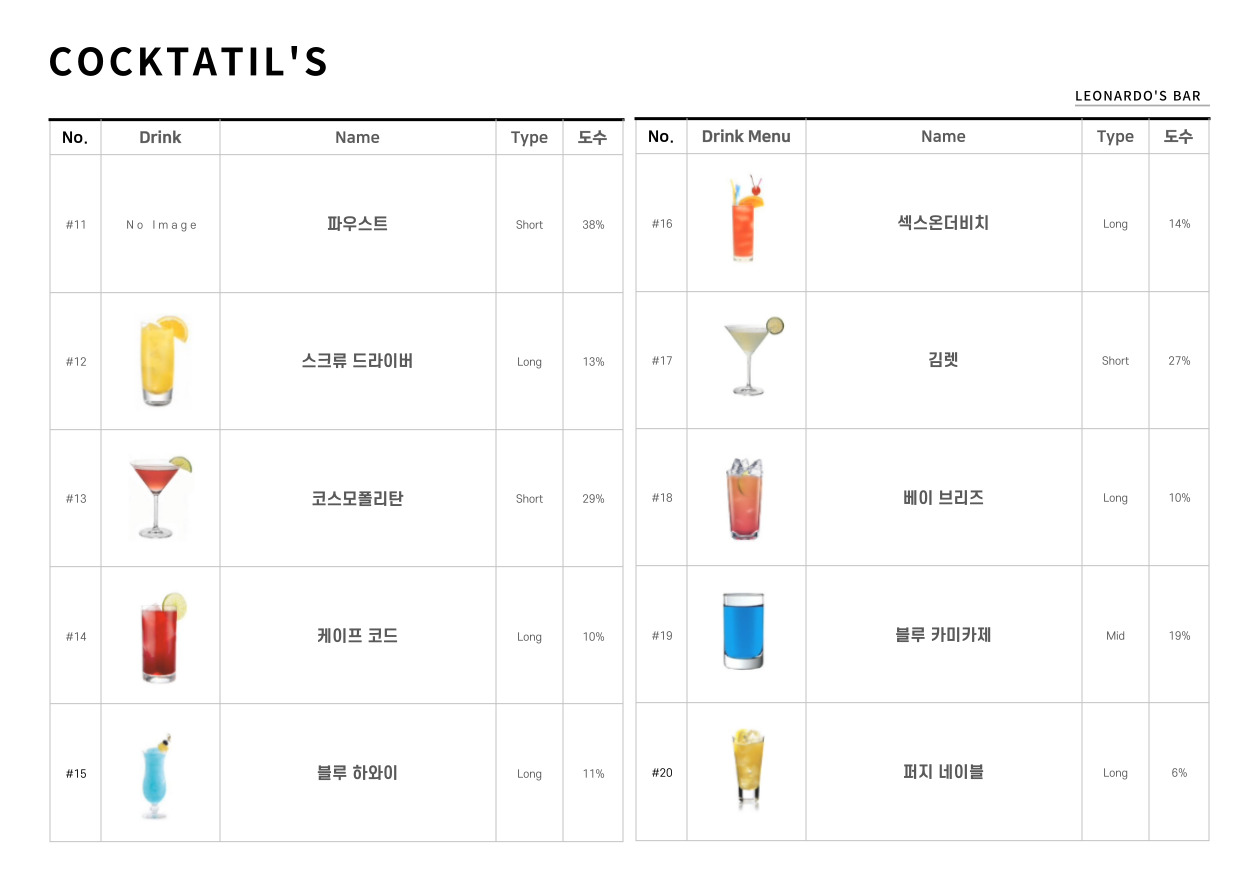 COCKTATIL'S
LEONARDO'S BAR
No. Drink Name Type 도수
#11 No Image 파우스트 Short 38%
#12 스크류 드라이버 Long 13%
#13 코스모폴리탄 Short 29%
#14 케이프 코드 Long 10%
#15 블루 하와이 Long 11%
No. Drink Menu Name Type 도수
#16 섹스온더비치 Long 14%
#17 김렛 Short 27%
#18 베이 브리즈 Long 10%
#19 블루 카미카제 Mid 19%
#20 퍼지 네이블 Long 6%